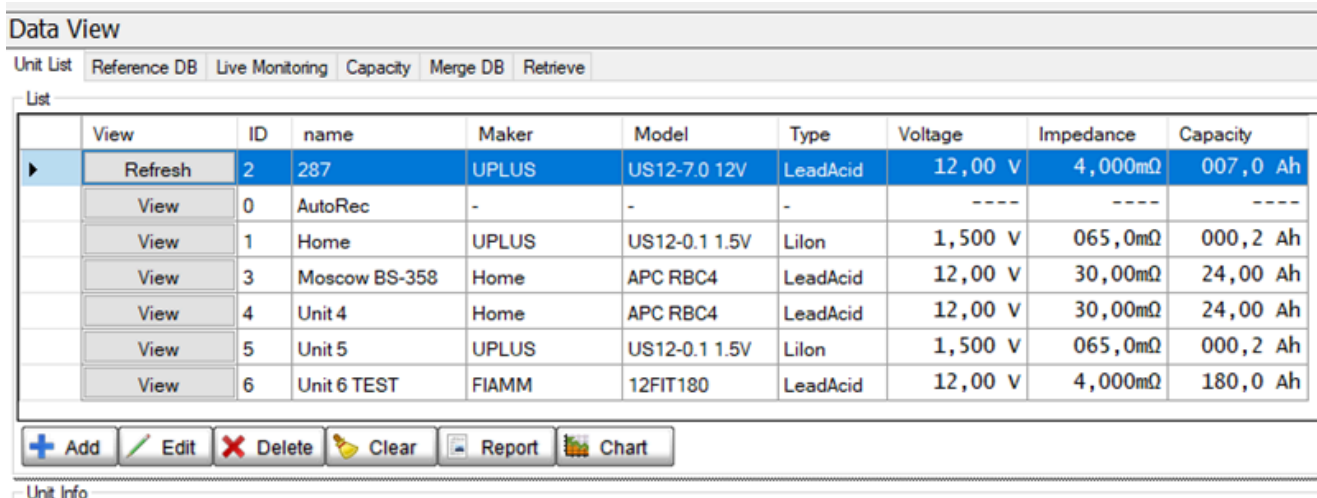 Data View
Unit List Reference DB Live Monitoring Capacity Merge DB Retrieve
List
View ID name Maker Model Type Voltage Impedance Capacity
Refresh 2 287 UPLUS US12-7.0 12V LeadAcid 12,00 V 4,000mΩ 007,0 Ah
View 0 AutoRec - - - ---- ---- ----
View 1 Home UPLUS US12-0.1 1.5V LiIon 1,500 V 065,0mΩ 000,2 Ah
View 3 Moscow BS-358 Home APC RBC4 LeadAcid 12,00 V 30,00mΩ 24,00 Ah
View 4 Unit 4 Home APC RBC4 LeadAcid 12,00 V 30,00mΩ 24,00 Ah
View 5 Unit 5 UPLUS US12-0.1 1.5V LiIon 1,500 V 065,0mΩ 000,2 Ah
View 6 Unit 6 TEST FIAMM 12FIT180 LeadAcid 12,00 V 4,000mΩ 180,0 Ah
Add Edit Delete Clear Report Chart
Unit Info